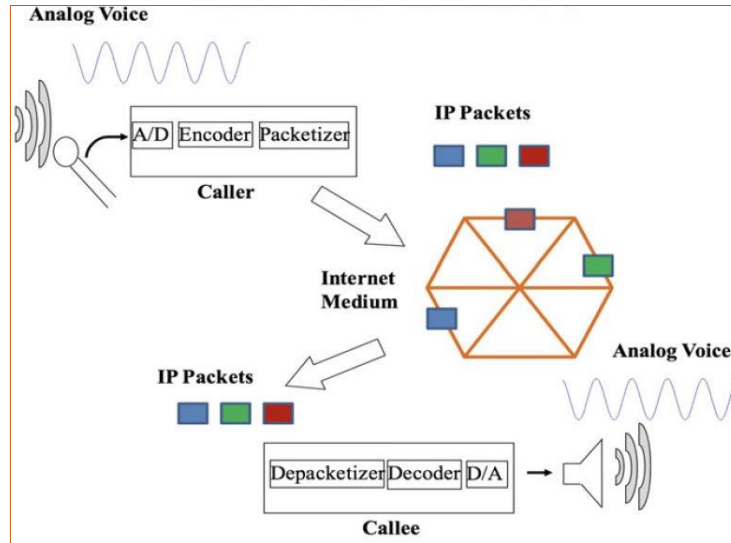 Analog Voice
A/D Encoder Packetizer
Caller
IP Packets
Internet
Medium
Analog Voice
IP Packets
Depacketizer Decoder D/A
Callee